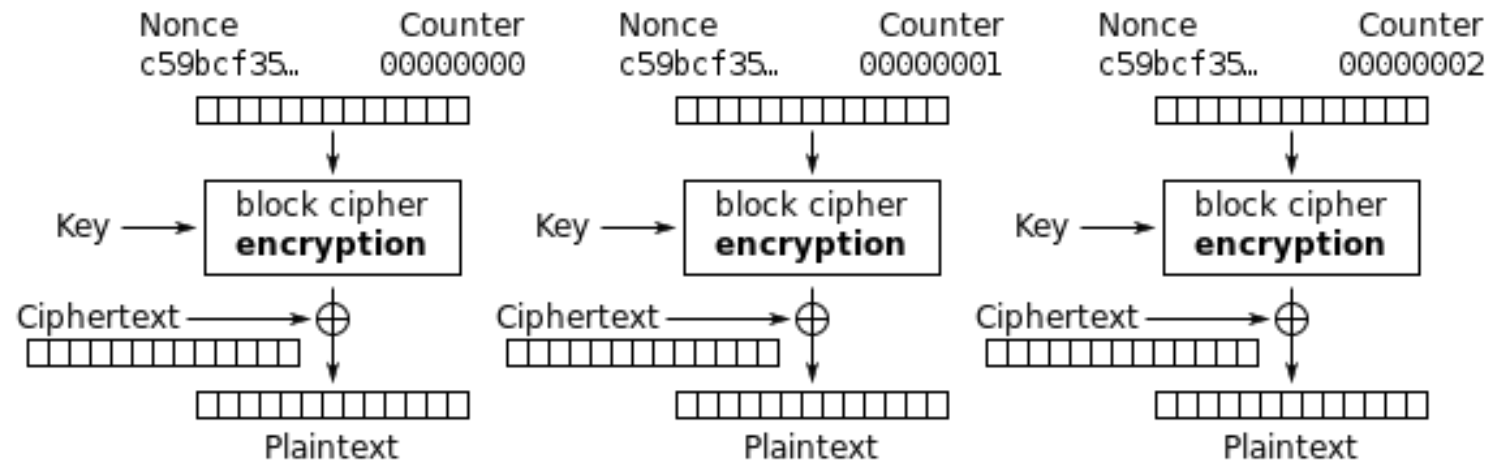 Nonce Counter Nonce Counter Nonce Counter
c59bcf35… 00000000 c59bcf35… 00000001 c59bcf35… 00000002
block cipher block cipher block cipher
Key encryption Key encryption Key encryption
Ciphertext Ciphertext Ciphertext
Plaintext Plaintext Plaintext